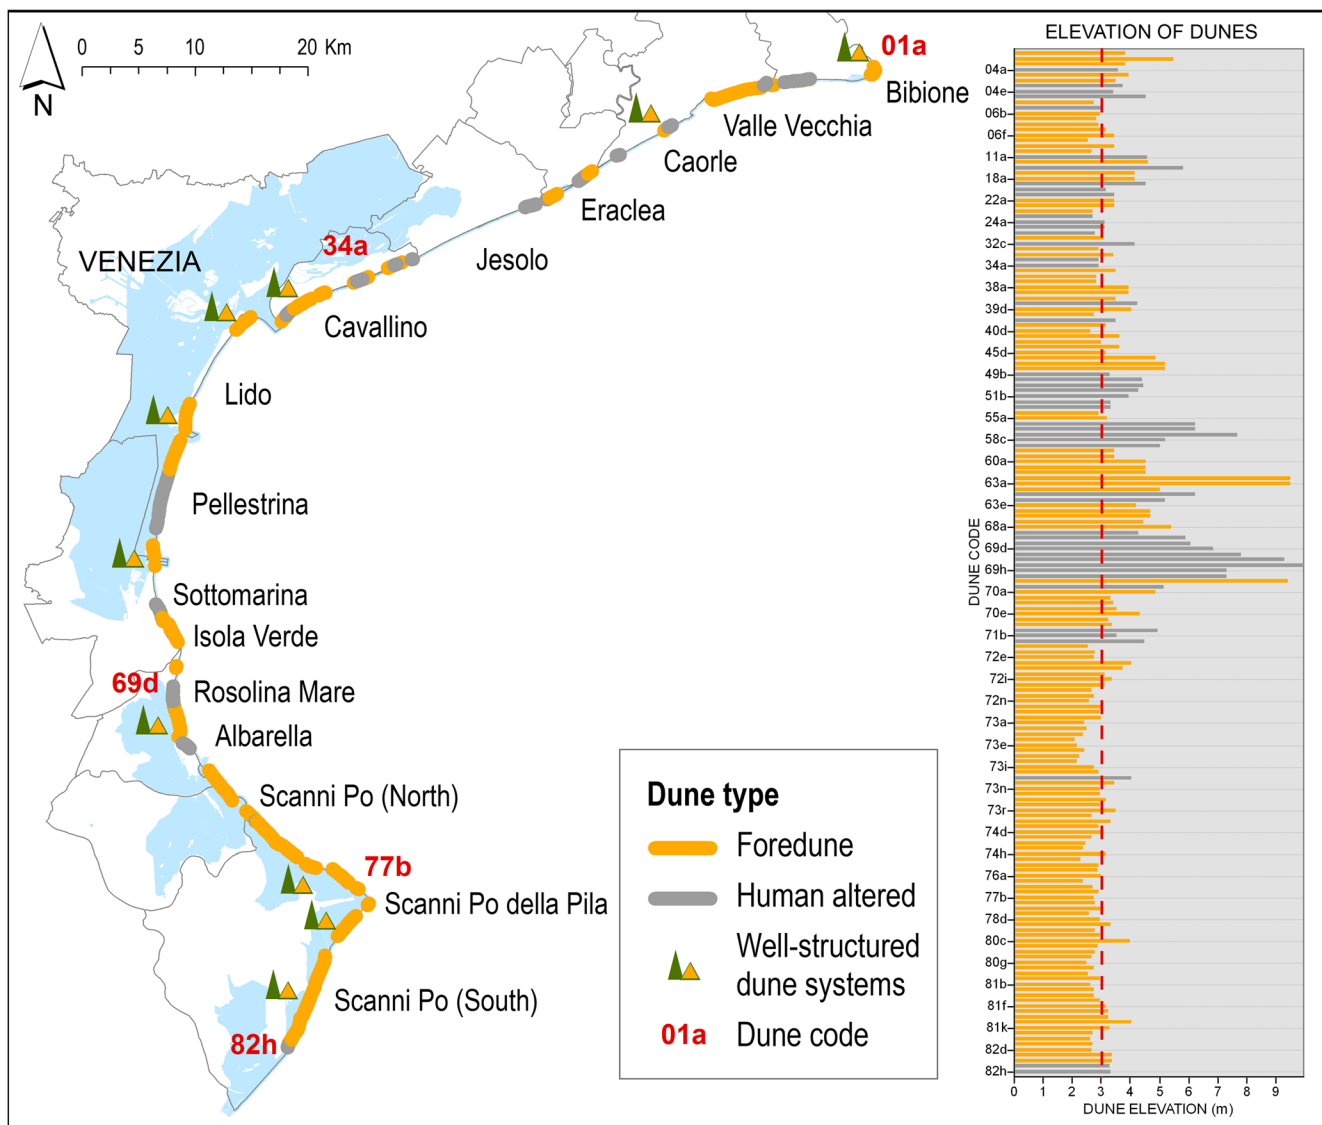 0 5 10 20 Km
N
01a
Bibione
Valle Vecchia
Caorle
Eraclea
Jesolo
34a
VENEZIA
Cavallino
Lido
Pellestrina
Sottomarina
Isola Verde
69d
Rosolina Mare
Albarella
Scanni Po (North)
77b
Scanni Po della Pila
Scanni Po (South)
82h
Dune type
Foredune
Human altered
Well-structured
dune systems
01a Dune code
ELEVATION OF DUNES
04a
04e
06b
06f
11a
18a
22a
24a
32c
34a
38a
39d
40d
45d
49b
51b
55a
58c
60a
63a
63e
68a
69d
69h
70a
70e
71b
72e
72i
72n
73a
73e
73i
73n
73r
74d
74h
76a
77b
78d
80c
80g
81b
81f
81k
82d
82h
DUNE CODE
0 1 2 3 4 5 6 7 8 9
DUNE ELEVATION (m)